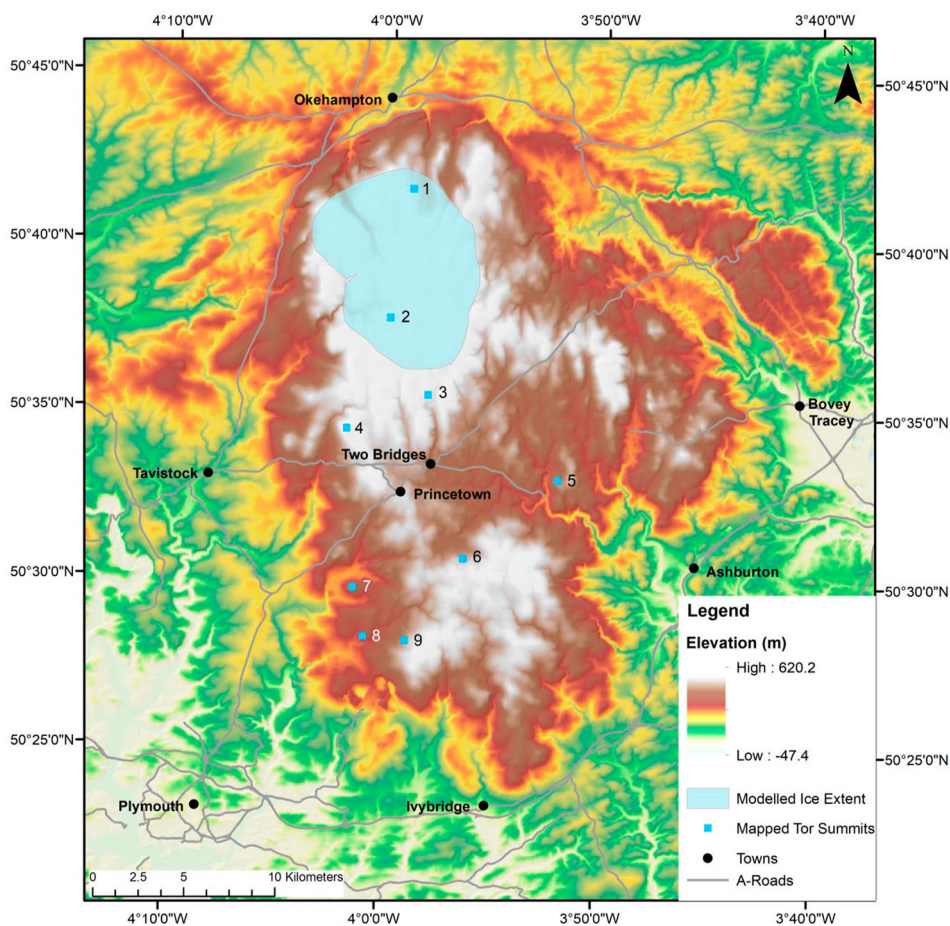 4°10'0"W 4°0'0"W 3°50'0"W 3°40'0"W
50°45'0"N
50°45'0"N
N
Okehampton
1
50°40'0"N
50°40'0"N
2
50°35'0"N
3
Bovey
Tracey
4
50°35'0"N
Two Bridges
Tavistock
5
Princetown
6
50°30'0"N
Ashburton
7
50°30'0"N
8
9
Legend
Elevation (m)
High : 620.2
Low : -47.4
50°25'0"N
50°25'0"N
Modelled Ice Extent
Plymouth
Ivybridge
Mapped Tor Summits
Towns
A-Roads
0 2.5 5 10 Kilometers
4°10'0"W 4°0'0"W 3°50'0"W 3°40'0"W